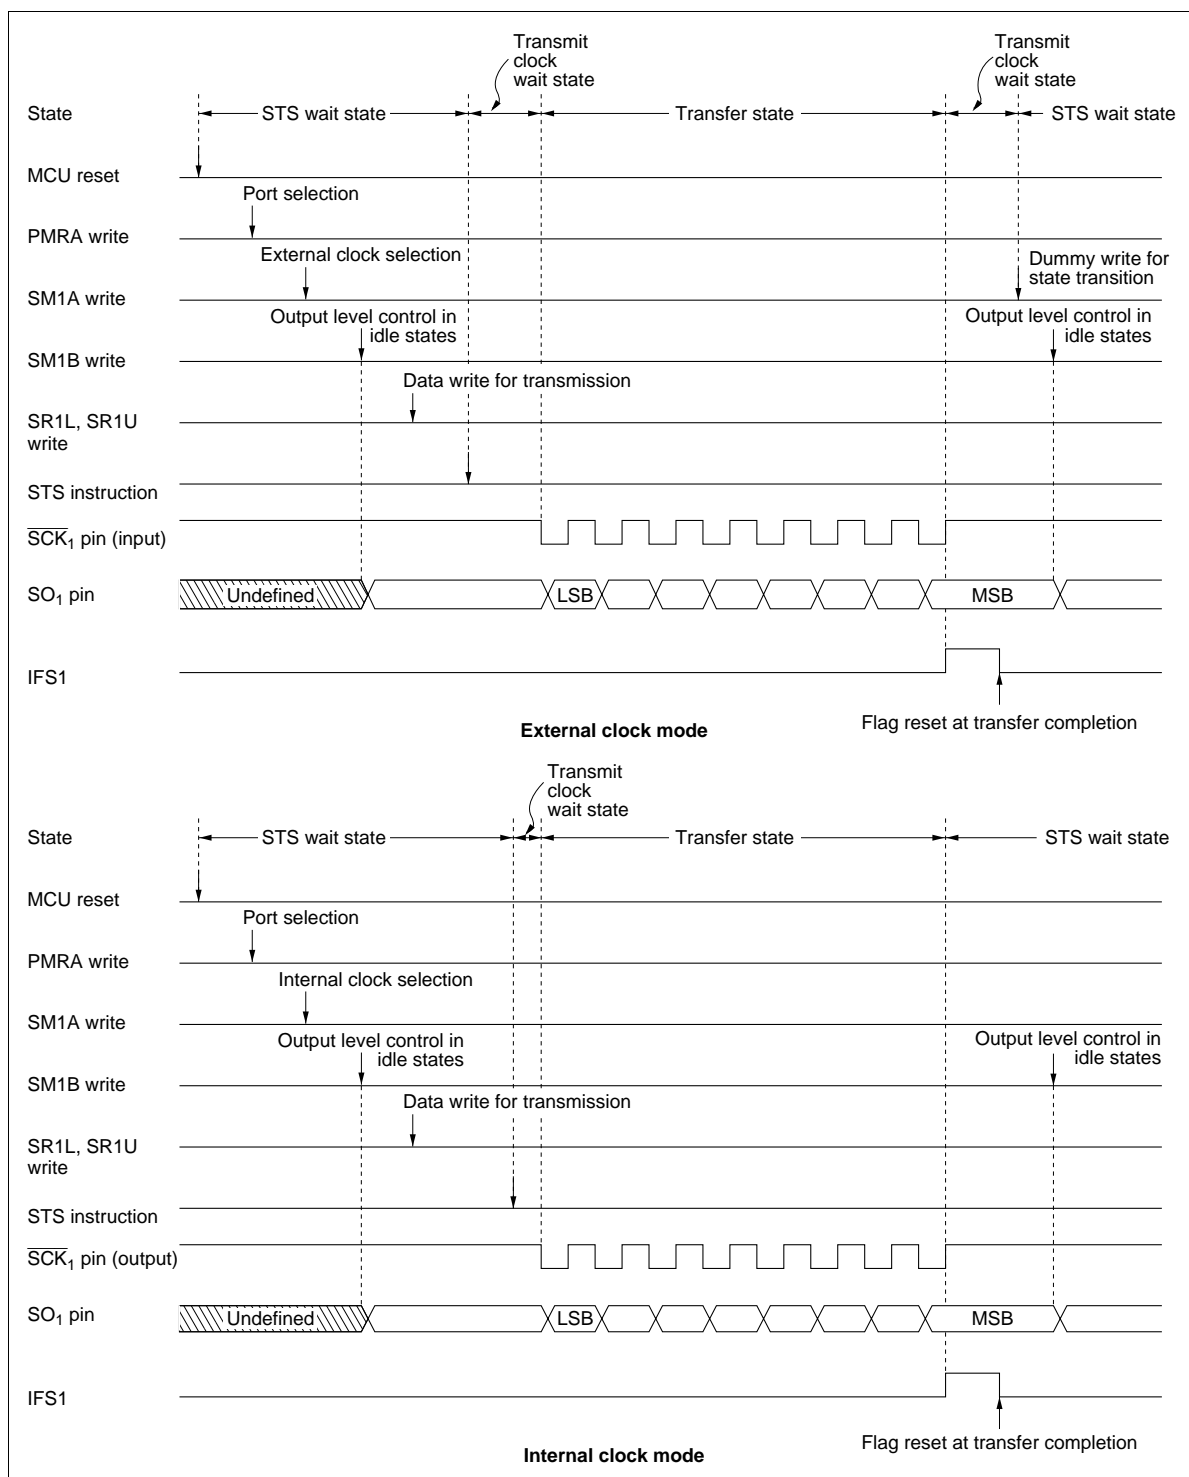 Transmit
clock
wait state
Transmit
clock
wait state
State
STS wait state
Transfer state
STS wait state
MCU reset
Port selection
PMRA write
External clock selection
Dummy write for
state transition
SM1A write
Output level control in
idle states
Output level control in
idle states
SM1B write
Data write for transmission
SR1L, SR1U
write
STS instruction
SCK1 pin (input)
SO1 pin
Undefined
LSB
MSB
IFS1
Flag reset at transfer completion
External clock mode
Transmit
clock
wait state
State
STS wait state
Transfer state
STS wait state
MCU reset
Port selection
PMRA write
Internal clock selection
SM1A write
Output level control in
idle states
Output level control in
idle states
SM1B write
Data write for transmission
SR1L, SR1U
write
STS instruction
SCK1 pin (output)
SO1 pin
Undefined
LSB
MSB
IFS1
Flag reset at transfer completion
Internal clock mode